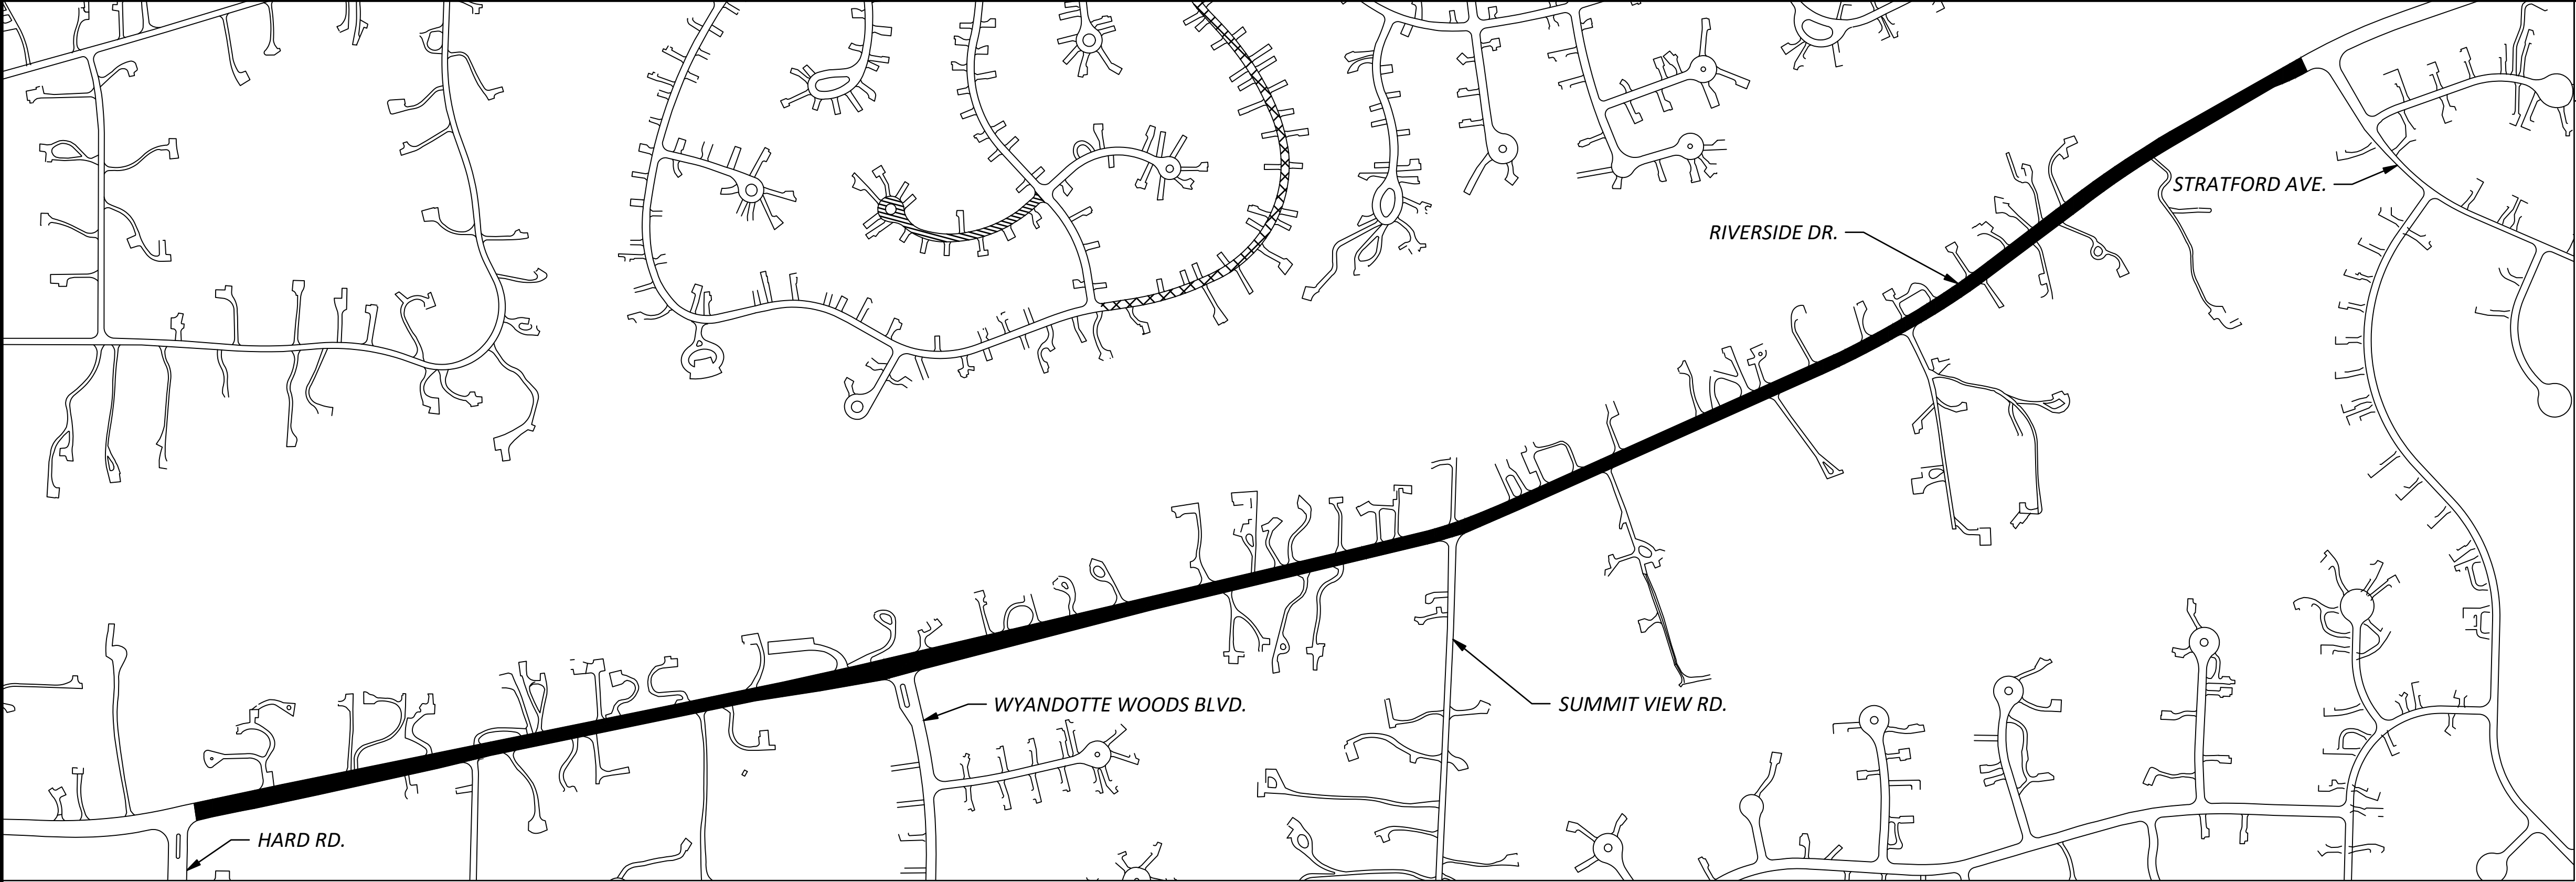 STRATFORD AVE.
RIVERSIDE DR.
WYANDOTTE WOODS BLVD.
SUMMIT VIEW RD.
HARD RD.